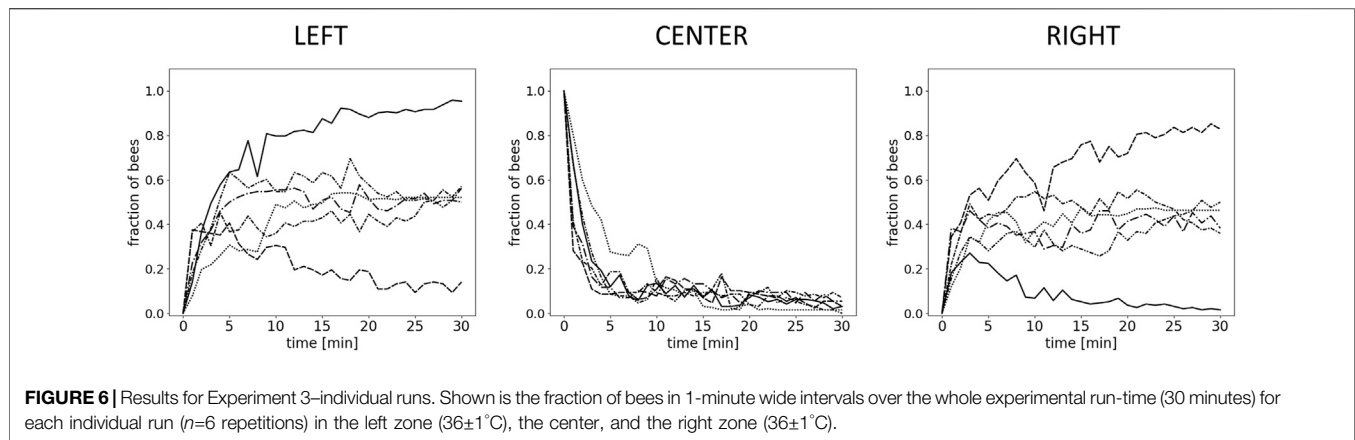 LEFT
CENTER
RIGHT
1.0
0.8
0.6
0.4
0.2
0.0
fraction of bees
0 5 10 15 20 25 30
time [min]
1.0
0.8
0.6
0.4
0.2
0.0
fraction of bees
0 5 10 15 20 25 30
time [min]
1.0
0.8
0.6
0.4
0.2
0.0
fraction of bees
0 5 10 15 20 25 30
time [min]
FIGURE 6 | Results for Experiment 3–individual runs. Shown is the fraction of bees in 1-minute wide intervals over the whole experimental run-time (30 minutes) for
each individual run (n=6 repetitions) in the left zone (36±1°C), the center, and the right zone (36±1°C).